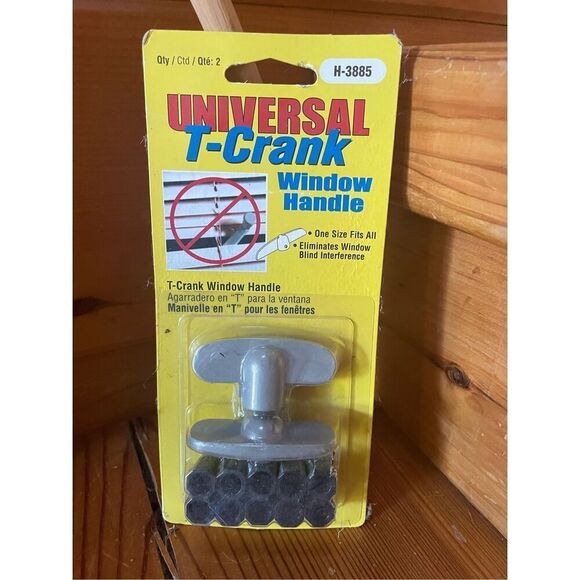 Qty / Ctd / Qté: 2
H-3885
UNIVERSAL
T-Crank
Window
Handle
• One Size Fits All
• Eliminates Window
Blind Interference
T-Crank Window Handle
Agarradero en "T" para la ventana
Manivelle en "T" pour les fenêtres